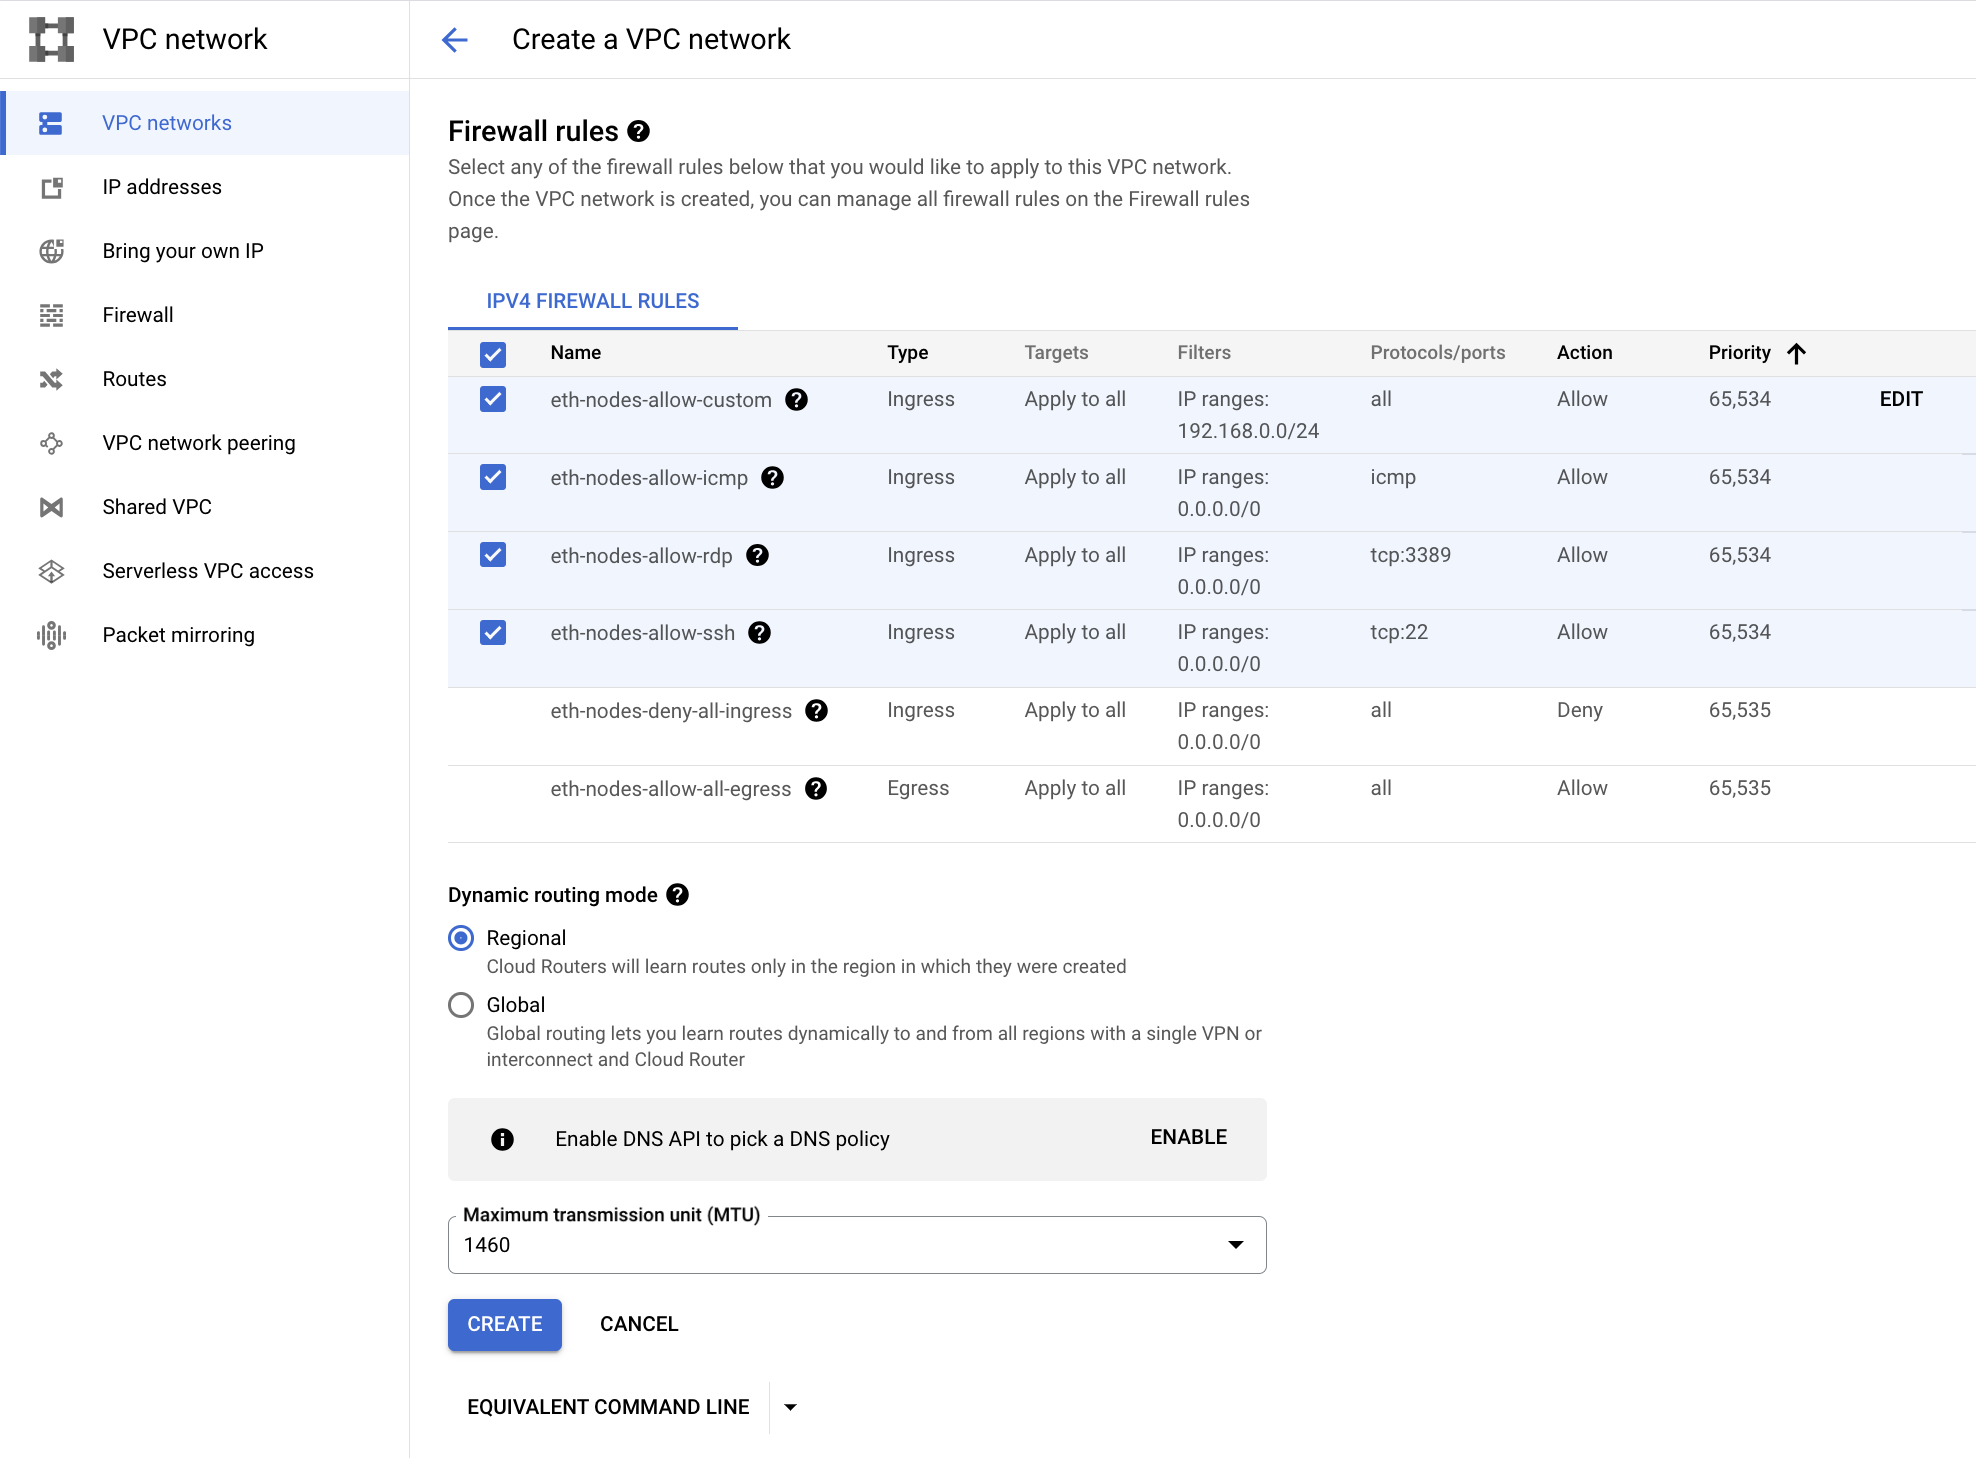 VPC network
Create a VPC network
VPC networks
IP addresses
Bring your own IP
Firewall
Routes
VPC network peering
Shared VPC
Serverless VPC access
Packet mirroring
Firewall rules
Select any of the firewall rules below that you would like to apply to this VPC network.
Once the VPC network is created, you can manage all firewall rules on the Firewall rules
page.
IPV4 FIREWALL RULES
Name Type Targets Filters Protocols/ports Action Priority
eth-nodes-allow-custom Ingress Apply to all IP ranges: all Allow 65,534 EDIT
192.168.0.0/24
eth-nodes-allow-icmp Ingress Apply to all IP ranges: icmp Allow 65,534
0.0.0.0/0
eth-nodes-allow-rdp Ingress Apply to all IP ranges: tcp:3389 Allow 65,534
0.0.0.0/0
eth-nodes-allow-ssh Ingress Apply to all IP ranges: tcp:22 Allow 65,534
0.0.0.0/0
eth-nodes-deny-all-ingress Ingress Apply to all IP ranges: all Deny 65,535
0.0.0.0/0
eth-nodes-allow-all-egress Egress Apply to all IP ranges: all Allow 65,535
0.0.0.0/0
Dynamic routing mode
Regional
Cloud Routers will learn routes only in the region in which they were created
Global
Global routing lets you learn routes dynamically to and from all regions with a single VPN or
interconnect and Cloud Router
Enable DNS API to pick a DNS policy ENABLE
Maximum transmission unit (MTU)
1460
CREATE CANCEL
EQUIVALENT COMMAND LINE